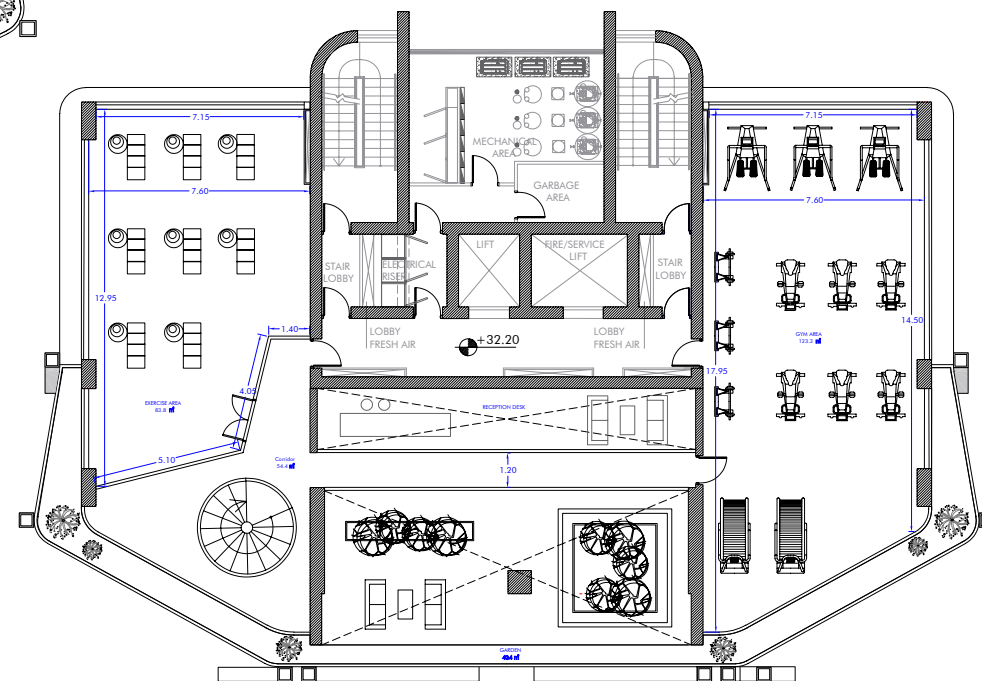 7.15
7.15
MECHANICAL
AREA
GARBAGE
AREA
7.60
7.60
STAIR
LOBBY
ELECTRICAL
RISER
LIFT
FIRE/SERVICE
LIFT
STAIR
LOBBY
12.95
1.40
LOBBY
FRESH AIR
+32.20
LOBBY
FRESH AIR
GYM AREA
123.3 ㎡
14.50
17.95
4.05
EXERCISE AREA
83.8 ㎡
RECEPTION DESK
5.10
Corridor
54.4 ㎡
1.20
GARDEN